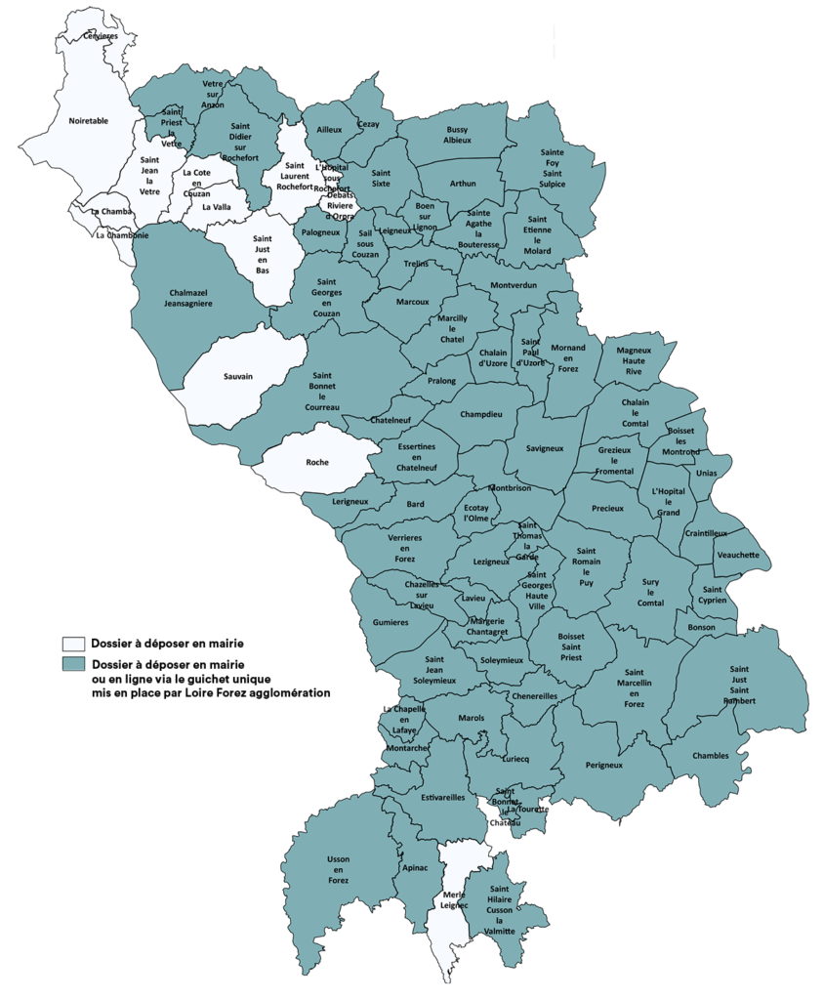 Cervieres
Noiretable
Vetre
sur
Anzon
Saint
Priest
la
Vetre
Saint
Didier
sur
Rochefort
Ailleux
Cezay
Bussy
Albieux
Sainte
Foy
Saint
Sulpice
Saint
Jean
la
Vetre
La Cote
en
Couzan
Saint
Laurent
Rochefort
L'Hopital
sous
Rochefort
Saint
Sixte
Arthun
La Chamba
La Valla
Debats
Riviere
d Orpra
Boen
sur
Lignon
Sainte
Agathe
la
Bouteresse
Saint
Etienne
le
Molard
La Chambonie
Saint
Just
en
Bas
Palogneux
Sail
sous
Couzan
Leigneux
Trelins
Chalmazel
Jeansagniere
Saint
Georges
en
Couzan
Marcoux
Montverdun
Marcilly
le
Chatel
Chalain
d'Uzore
Saint
Paul
d'Uzore
Mornand
en
Forez
Magneux
Haute
Rive
Sauvain
Saint
Bonnet
le
Courreau
Pralong
Chatelneuf
Champdieu
Chalain
le
Comtal
Boisset
les
Montrond
Roche
Essertines
en
Chatelneuf
Savigneux
Grezieux
le
Fromental
Unias
Montbrison
L'Hopital
le
Grand
Lerigneux
Bard
Ecotay
l'Olme
Precieux
Craintilleux
Verrieres
en
Forez
Saint
Thomas
la
Garde
Lezigneux
Saint
Romain
le
Puy
Veauchette
Chazelles
sur
Lavieu
Lavieu
Saint
Georges
Haute
Ville
Sury
le
Comtal
Saint
Cyprien
Gumieres
Margerie
Chantagret
Bonson
Boisset
Saint
Priest
Saint
Jean
Soleymieux
Soleymieux
Saint
Marcellin
en
Forez
Saint
Just
Saint
Rambert
Dossier à déposer en mairie
Dossier à déposer en mairie
ou en ligne via le guichet unique
mis en place par Loire Forez agglomération
Chenereilles
La Chapelle
en
Lafaye
Marols
Montarcher
Luriecq
Perigneux
Chambles
Estivareilles
Saint
Bonnet
le
Chateau
La Tourette
Usson
en
Forez
Apinac
Merle
Leignec
Saint
Hilaire
Cusson
la
Valmitte